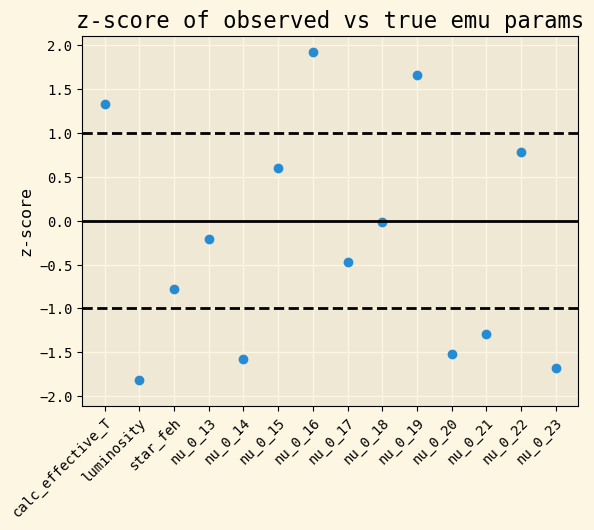 z-score of observed vs true emu params
z-score
2.0
1.5
1.0
0.5
0.0
−0.5
−1.0
−1.5
−2.0
calc_effective_T
luminosity
star_feh
nu_0_13
nu_0_14
nu_0_15
nu_0_16
nu_0_17
nu_0_18
nu_0_19
nu_0_20
nu_0_21
nu_0_22
nu_0_23